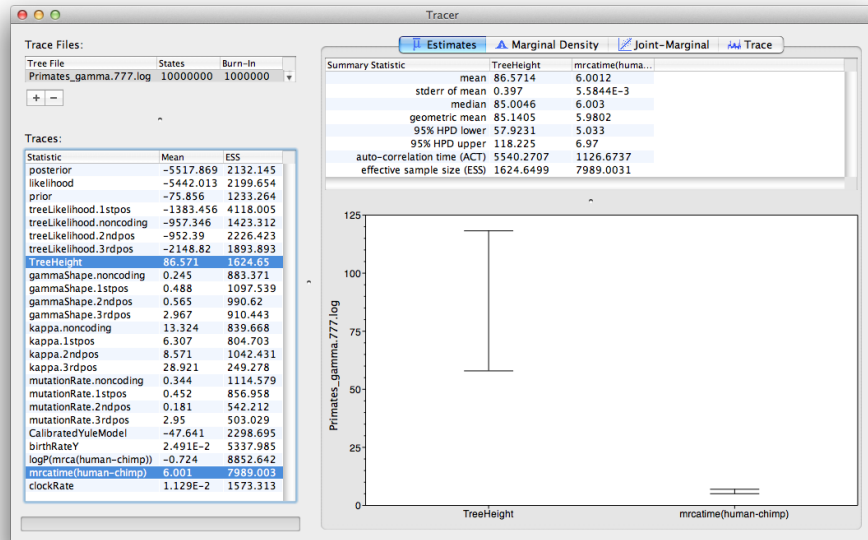 Tracer
Trace Files:
Tree File States Burn-In
Primates_gamma.777.log 10000000 1000000
+ −
Traces:
Statistic Mean ESS
posterior -5517.869 2132.145
likelihood -5442.013 2199.654
prior -75.856 1233.264
treeLikelihood.1stpos -1383.456 4118.005
treeLikelihood.noncoding -957.346 1423.312
treeLikelihood.2ndpos -952.39 2226.423
treeLikelihood.3rdpos -2148.82 1893.893
TreeHeight 86.571 1624.65
gammaShape.noncoding 0.245 883.371
gammaShape.1stpos 0.488 1097.539
gammaShape.2ndpos 0.565 990.62
gammaShape.3rdpos 2.967 910.443
kappa.noncoding 13.324 839.668
kappa.1stpos 6.307 804.703
kappa.2ndpos 8.571 1042.431
kappa.3rdpos 28.921 249.278
mutationRate.noncoding 0.344 1114.579
mutationRate.1stpos 0.452 856.958
mutationRate.2ndpos 0.181 542.212
mutationRate.3rdpos 2.95 503.029
CalibratedYuleModel -47.641 2298.695
birthRateY 2.491E-2 5337.985
logP(mrca(human-chimp)) -0.724 8852.642
mrcatime(human-chimp) 6.001 7989.003
clockRate 1.129E-2 1573.313
Estimates Marginal Density Joint-Marginal Trace
Summary Statistic TreeHeight mrcatime(huma...
mean 86.5714 6.0012
stderr of mean 0.397 5.5844E-3
median 85.0046 6.003
geometric mean 85.1405 5.9802
95% HPD lower 57.9231 5.033
95% HPD upper 118.225 6.97
auto-correlation time (ACT) 5540.2707 1126.6737
effective sample size (ESS) 1624.6499 7989.0031
Primates_gamma.777.log
125
100
75
50
25
0
TreeHeight mrcatime(human-chimp)